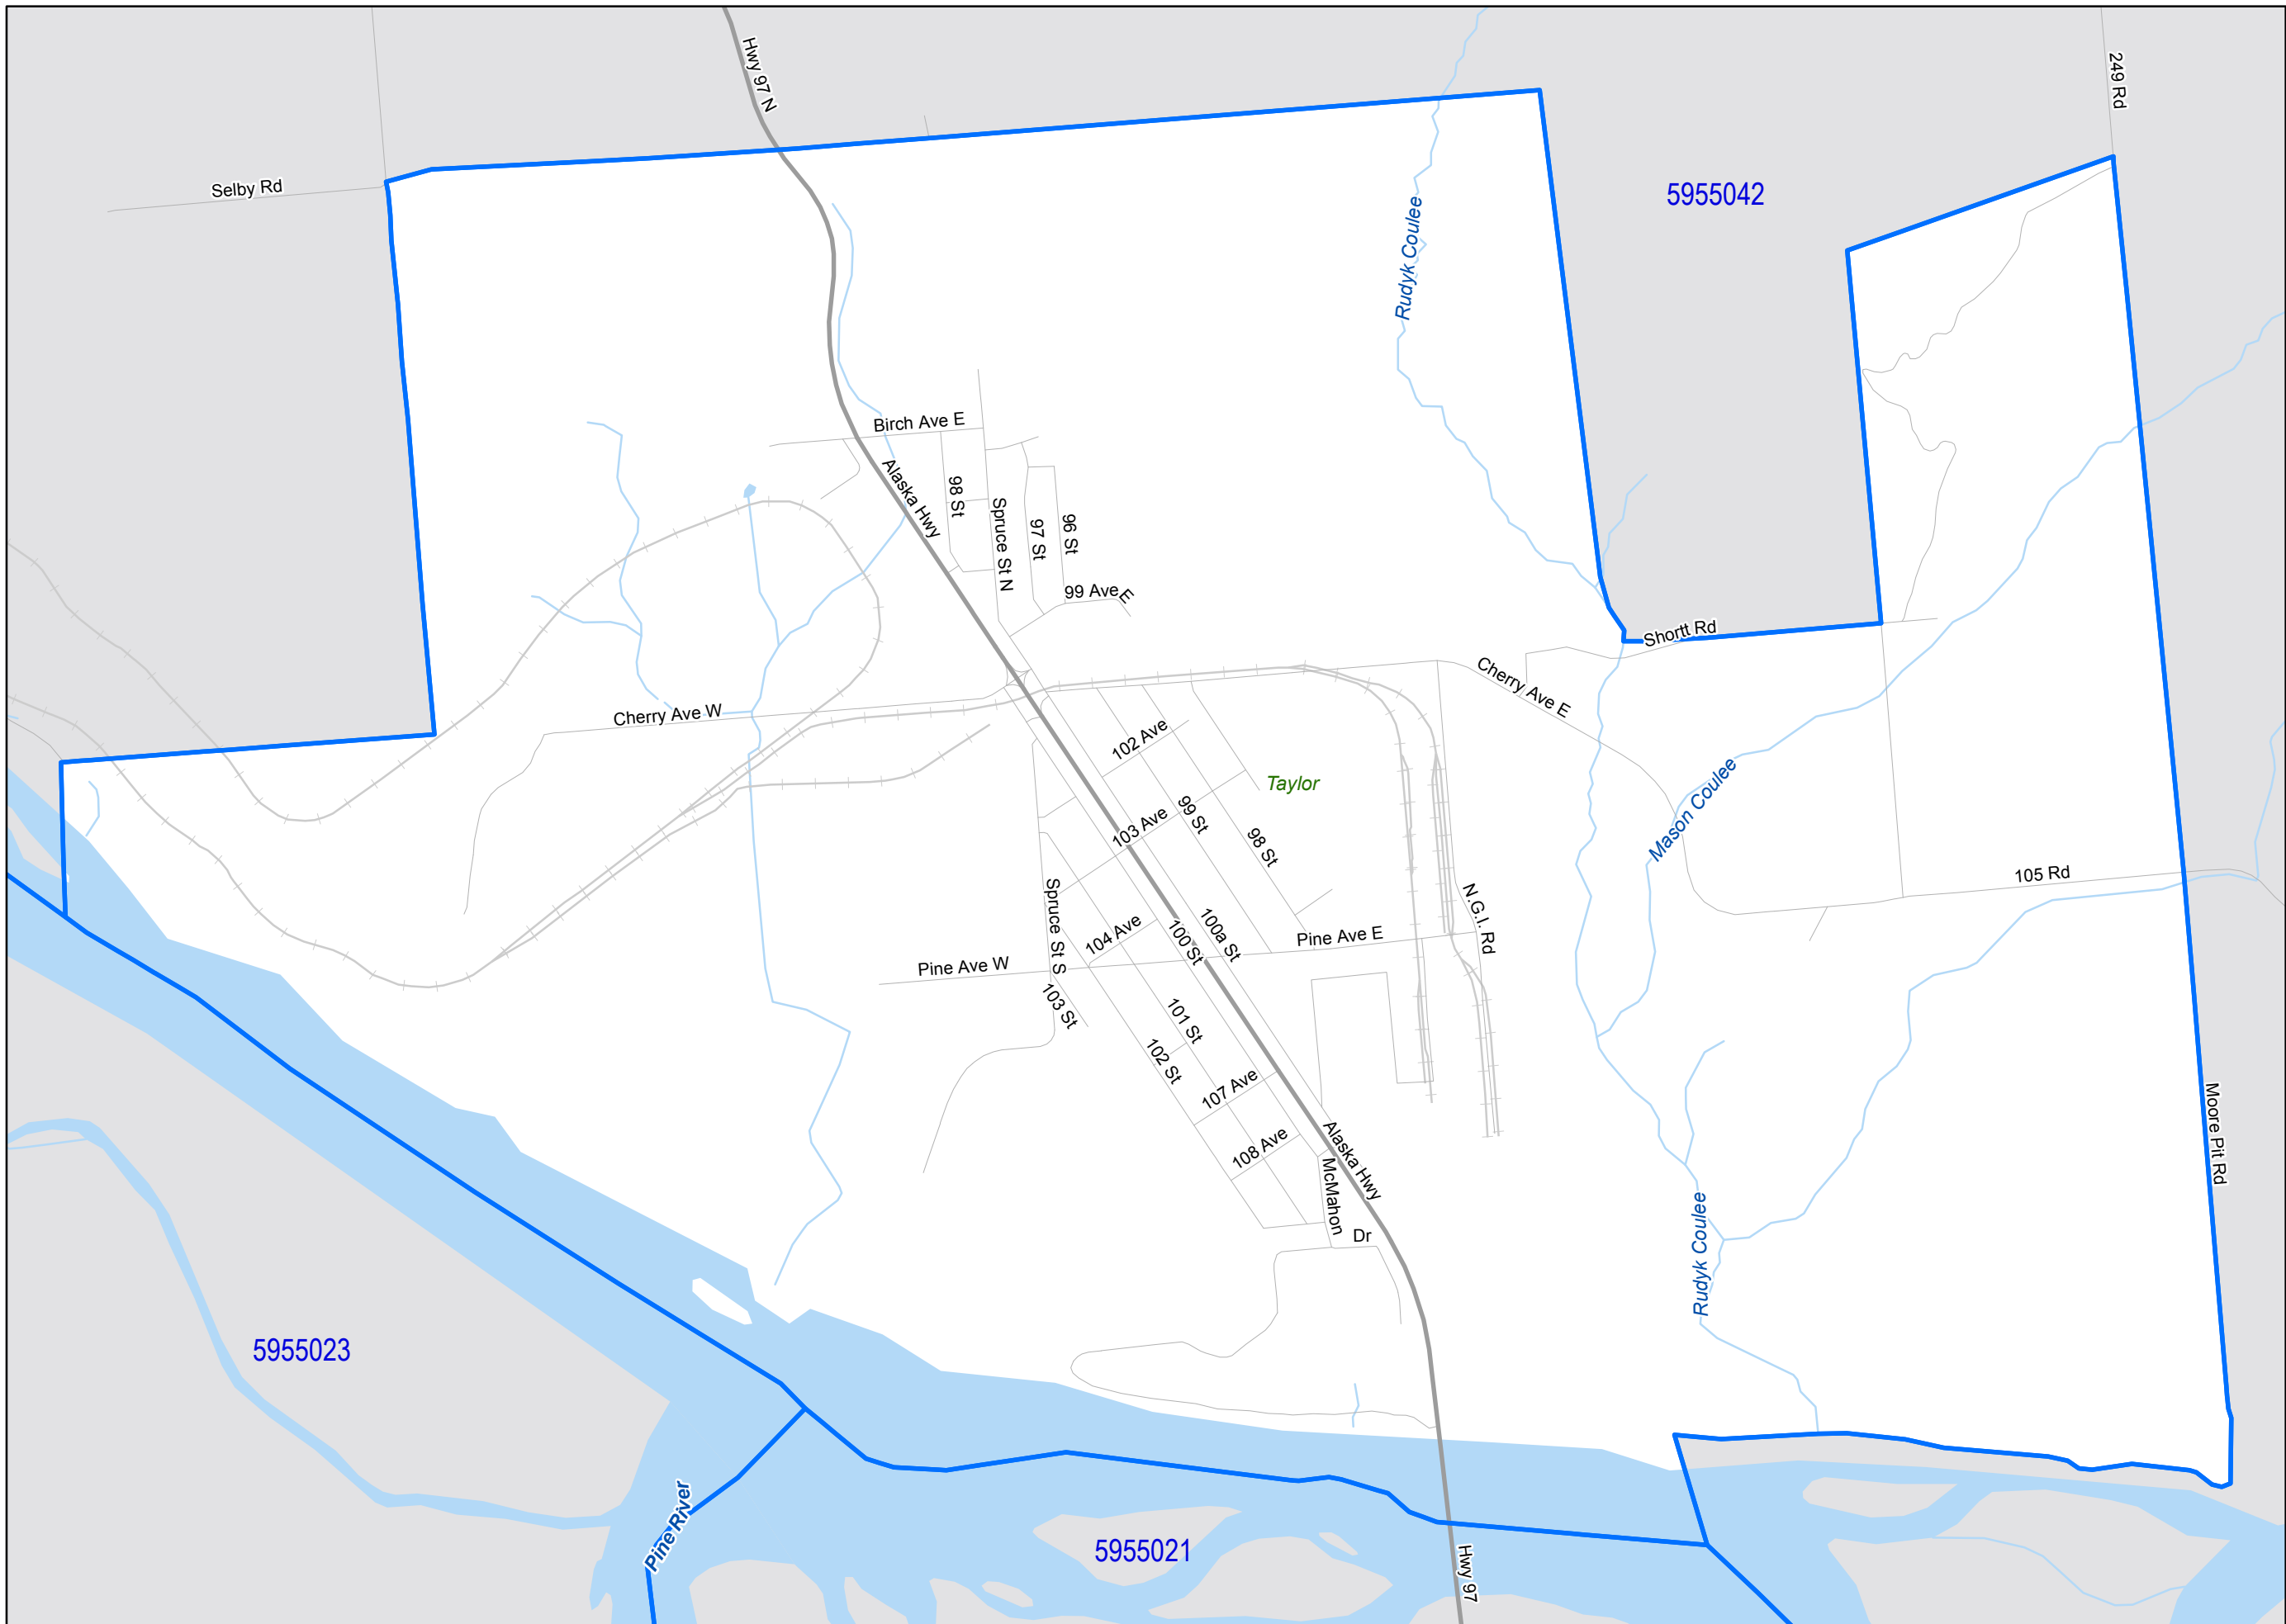 Hwy 97 N
249 Rd
Selby Rd
5955042
Rudyk Coulee
Birch Ave E
Alaska Hwy
98 St
Spruce St N
97 St
96 St
99 Ave E
Shortt Rd
Cherry Ave E
Cherry Ave W
102 Ave
Taylor
103 Ave
99 St
98 St
Mason Coulee
105 Rd
Spruce St S
N.G.I. Rd
104 Ave
100 St
100a St
Pine Ave E
Pine Ave W
103 St
101 St
102 St
107 Ave
Moore Pit Rd
108 Ave
Alaska Hwy
McMahon Dr
Rudyk Coulee
5955023
Pine River
5955021
Hwy 97